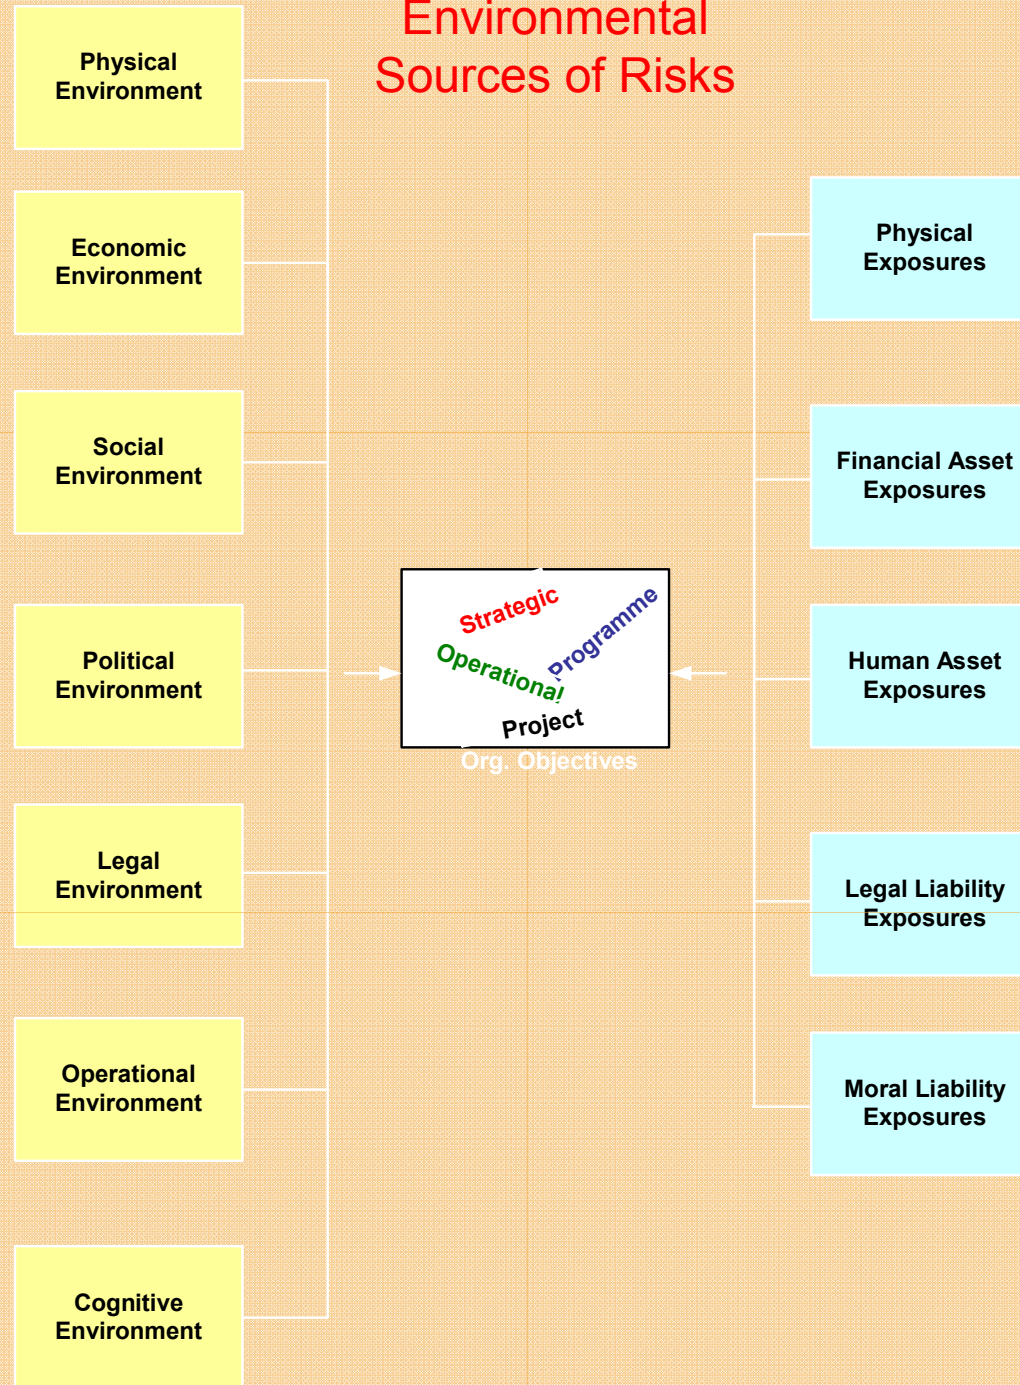 Environmental
Sources of Risks
Physical
Environment
Economic
Environment
Social
Environment
Political
Environment
Legal
Environment
Operational
Environment
Cognitive
Environment
Strategic
Programme
Operational
Project
Org. Objectives
Physical
Exposures
Financial Asset
Exposures
Human Asset
Exposures
Legal Liability
Exposures
Moral Liability
Exposures